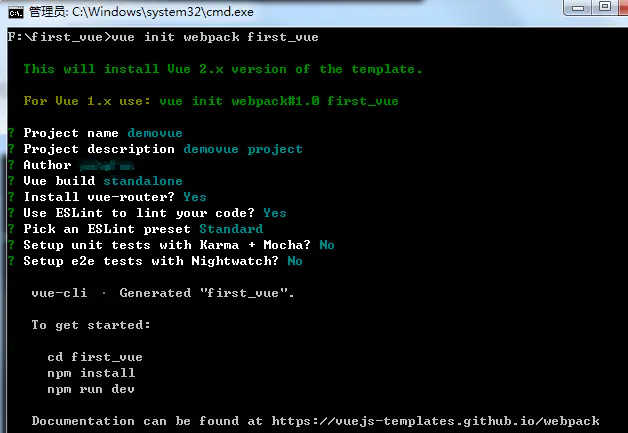 管理员: C:\Windows\system32\cmd.exe
F:\first_vue>vue init webpack first_vue
This will install Vue 2.x version of the template.
For Vue 1.x use: vue init webpack#1.0 first_vue
? Project name demovue
? Project description demovue project
? Author
? Vue build standalone
? Install vue-router? Yes
? Use ESLint to lint your code? Yes
? Pick an ESLint preset Standard
? Setup unit tests with Karma + Mocha? No
? Setup e2e tests with Nightwatch? No
vue-cli · Generated "first_vue".
To get started:
cd first_vue
npm install
npm run dev
Documentation can be found at https://vuejs-templates.github.io/webpack